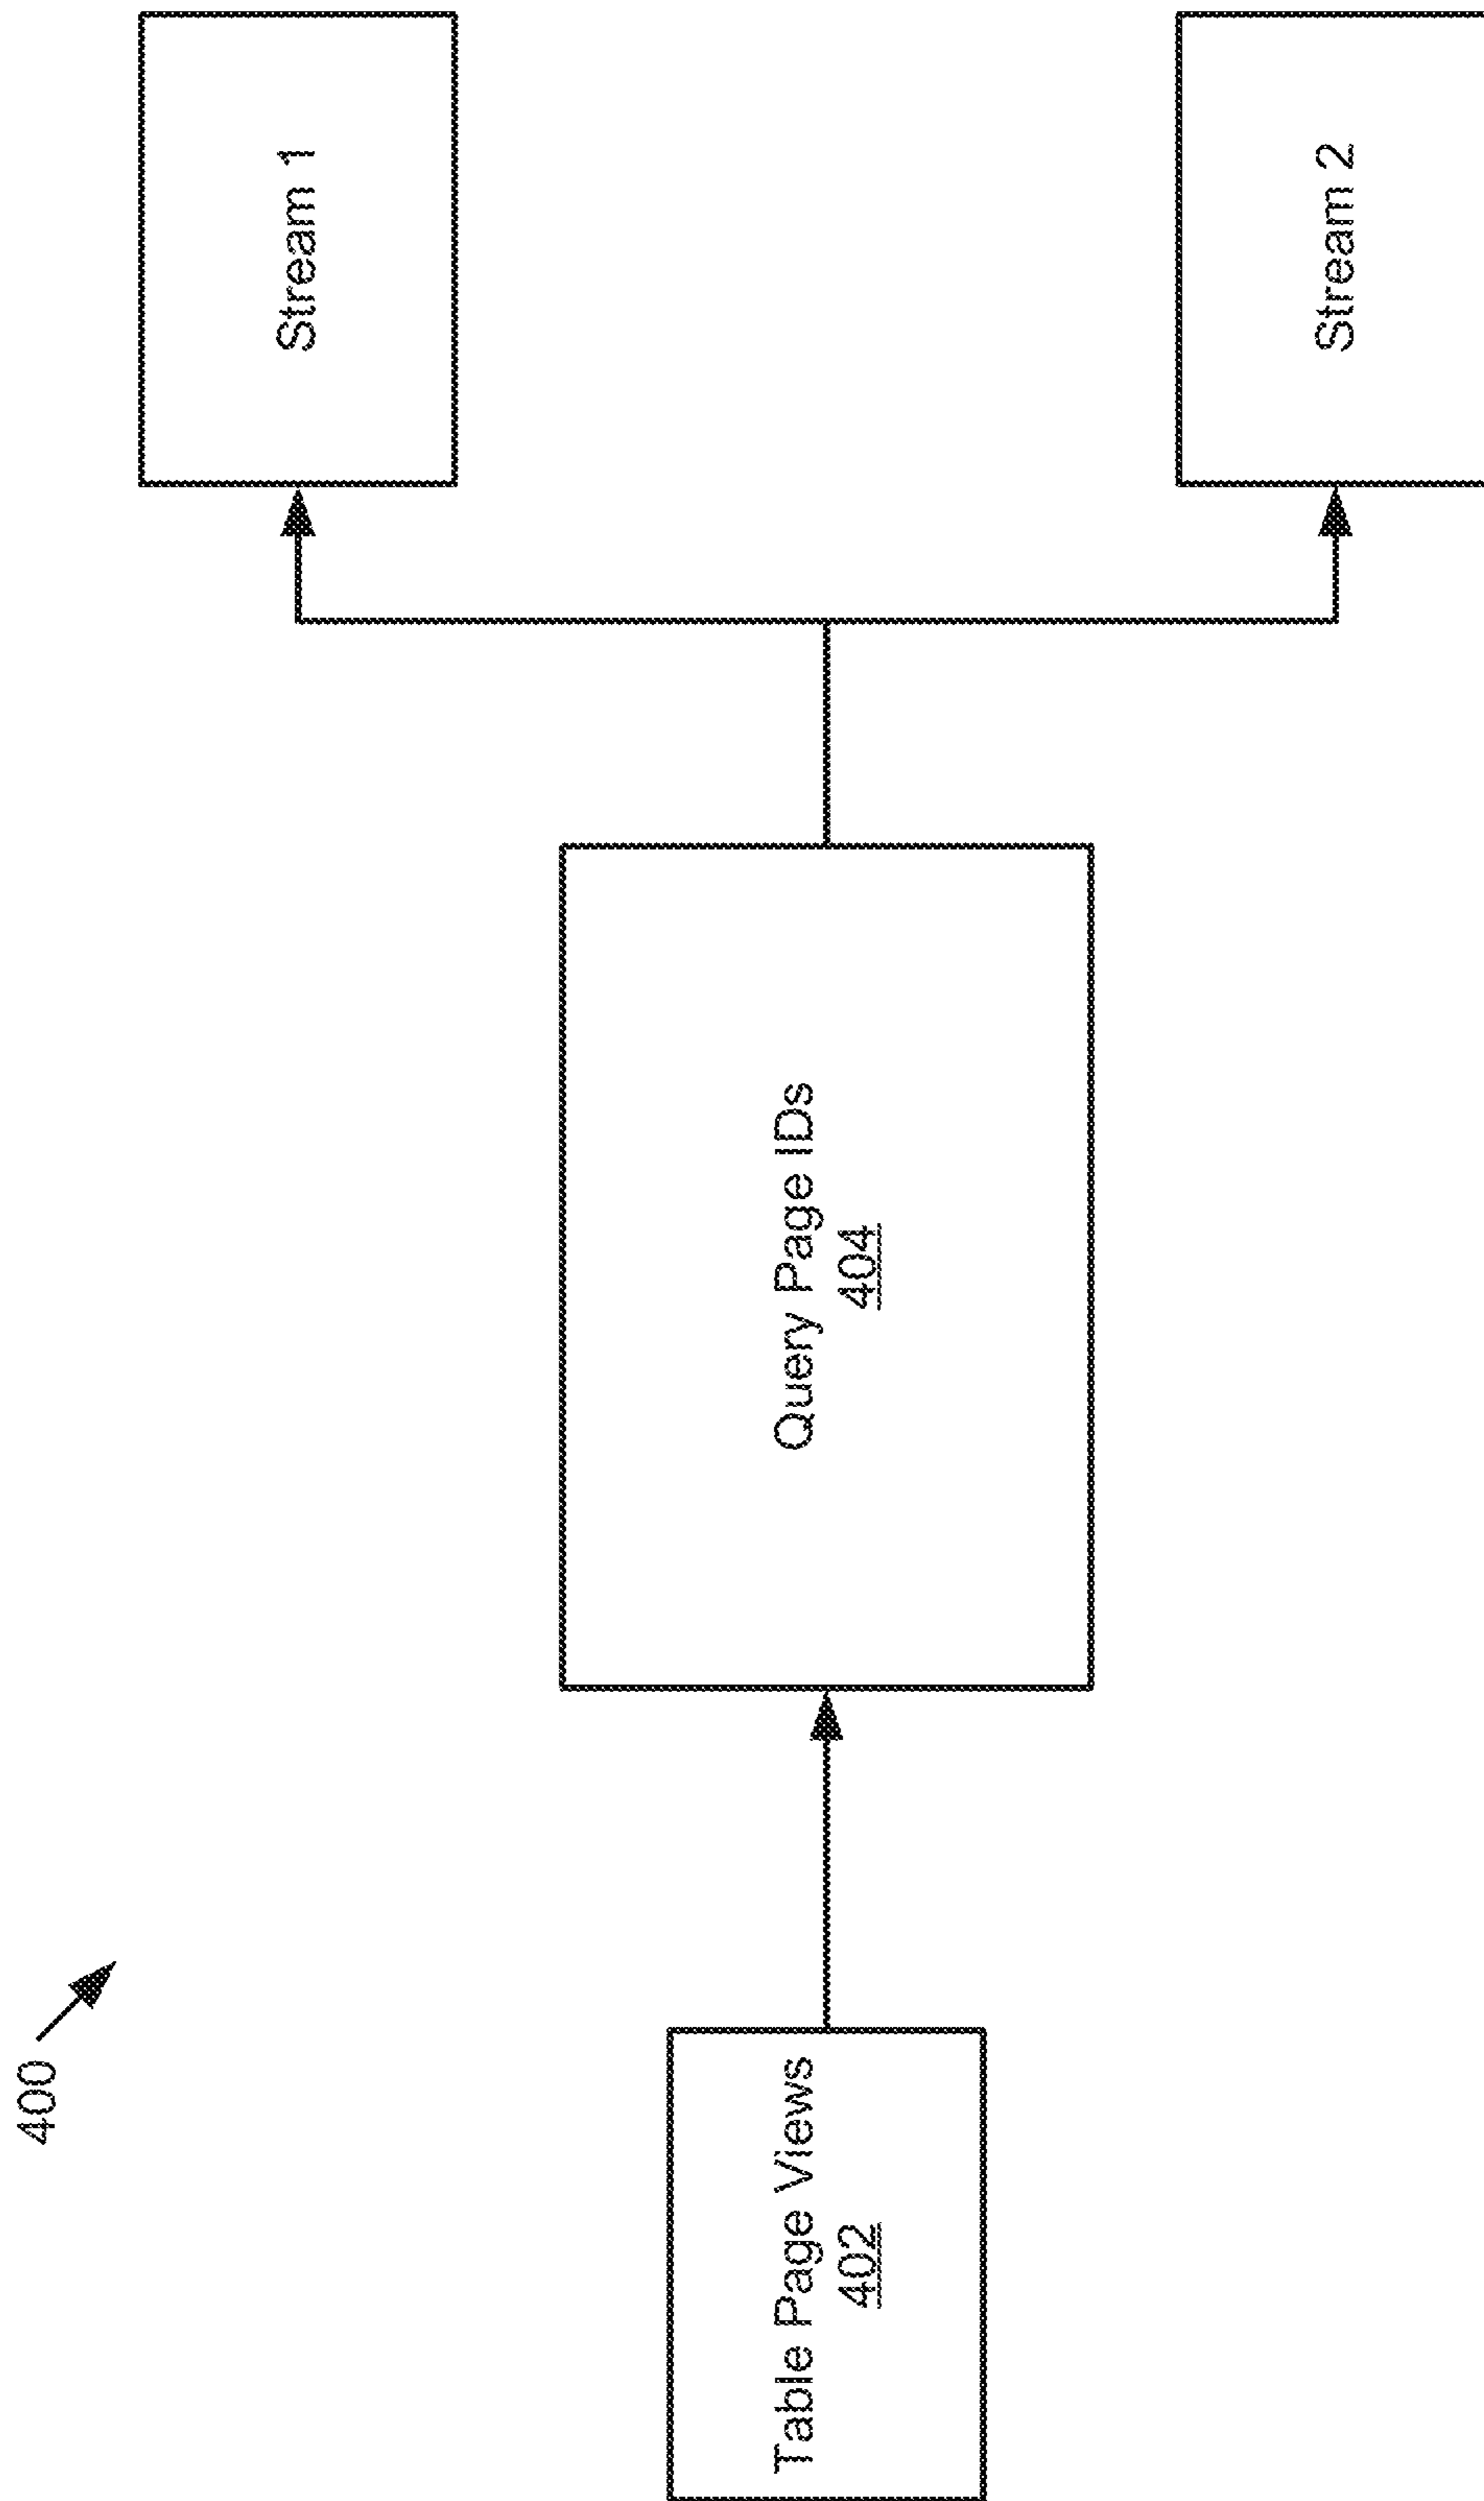 400
Table Page Views
402
Query Page IDs
404
Stream 1
Stream 2